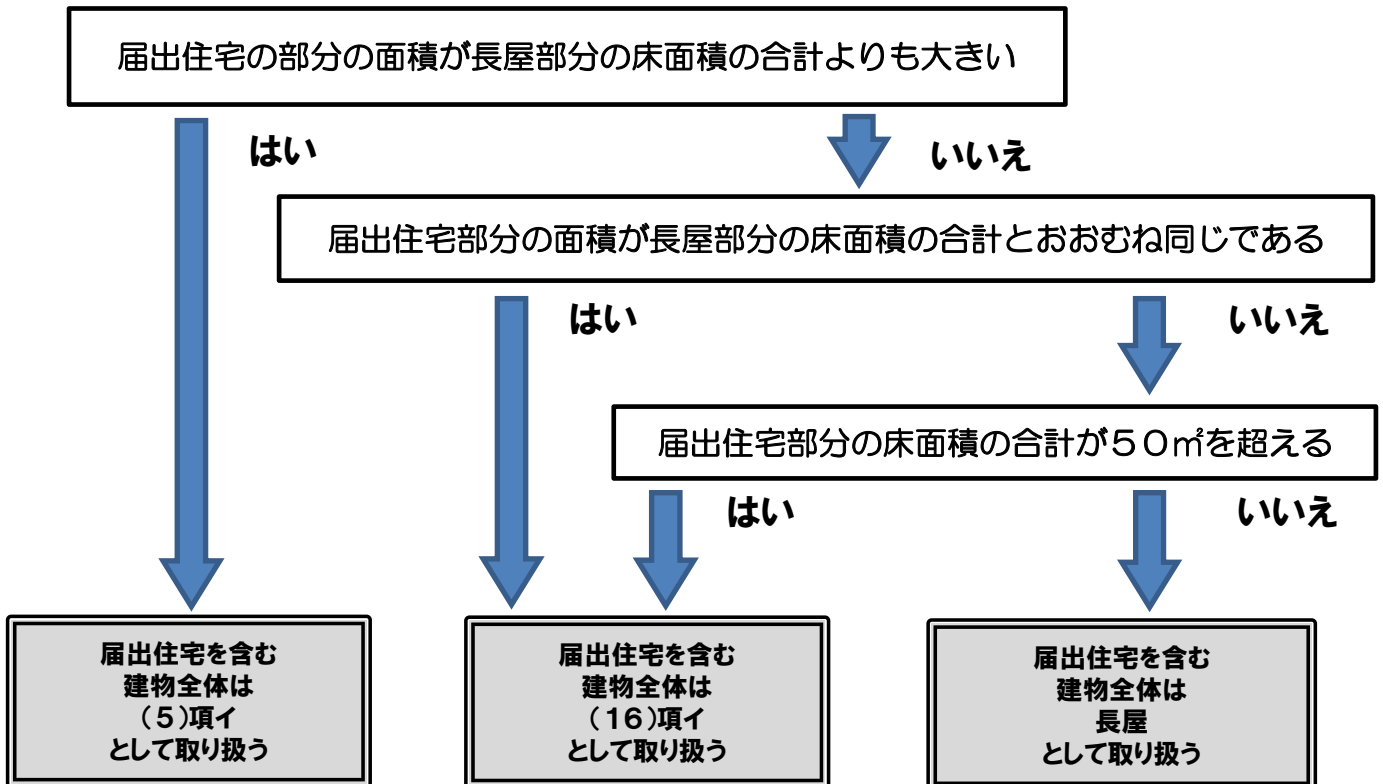 届出住宅の部分の面積が長屋部分の床面積の合計よりも大きい
はい
いいえ
届出住宅部分の面積が長屋部分の床面積の合計とおおむね同じである
はい
いいえ
届出住宅部分の床面積の合計が50㎡を超える
はい
いいえ
届出住宅を含む
建物全体は
(5)項イ
として取り扱う
届出住宅を含む
建物全体は
(16)項イ
として取り扱う
届出住宅を含む
建物全体は
長屋
として取り扱う